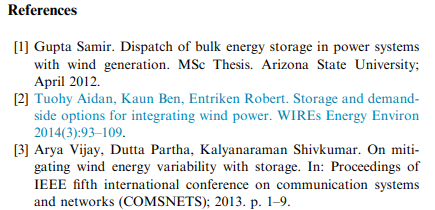 References
[1] Gupta Samir. Dispatch of bulk energy storage in power systems
with wind generation. MSc Thesis. Arizona State University;
April 2012.
[2] Tuohy Aidan, Kaun Ben, Entriken Robert. Storage and demand-
side options for integrating wind power. WIREs Energy Environ
2014(3):93–109.
[3] Arya Vijay, Dutta Partha, Kalyanaraman Shivkumar. On miti-
gating wind energy variability with storage. In: Proceedings of
IEEE fifth international conference on communication systems
and networks (COMSNETS); 2013. p. 1–9.